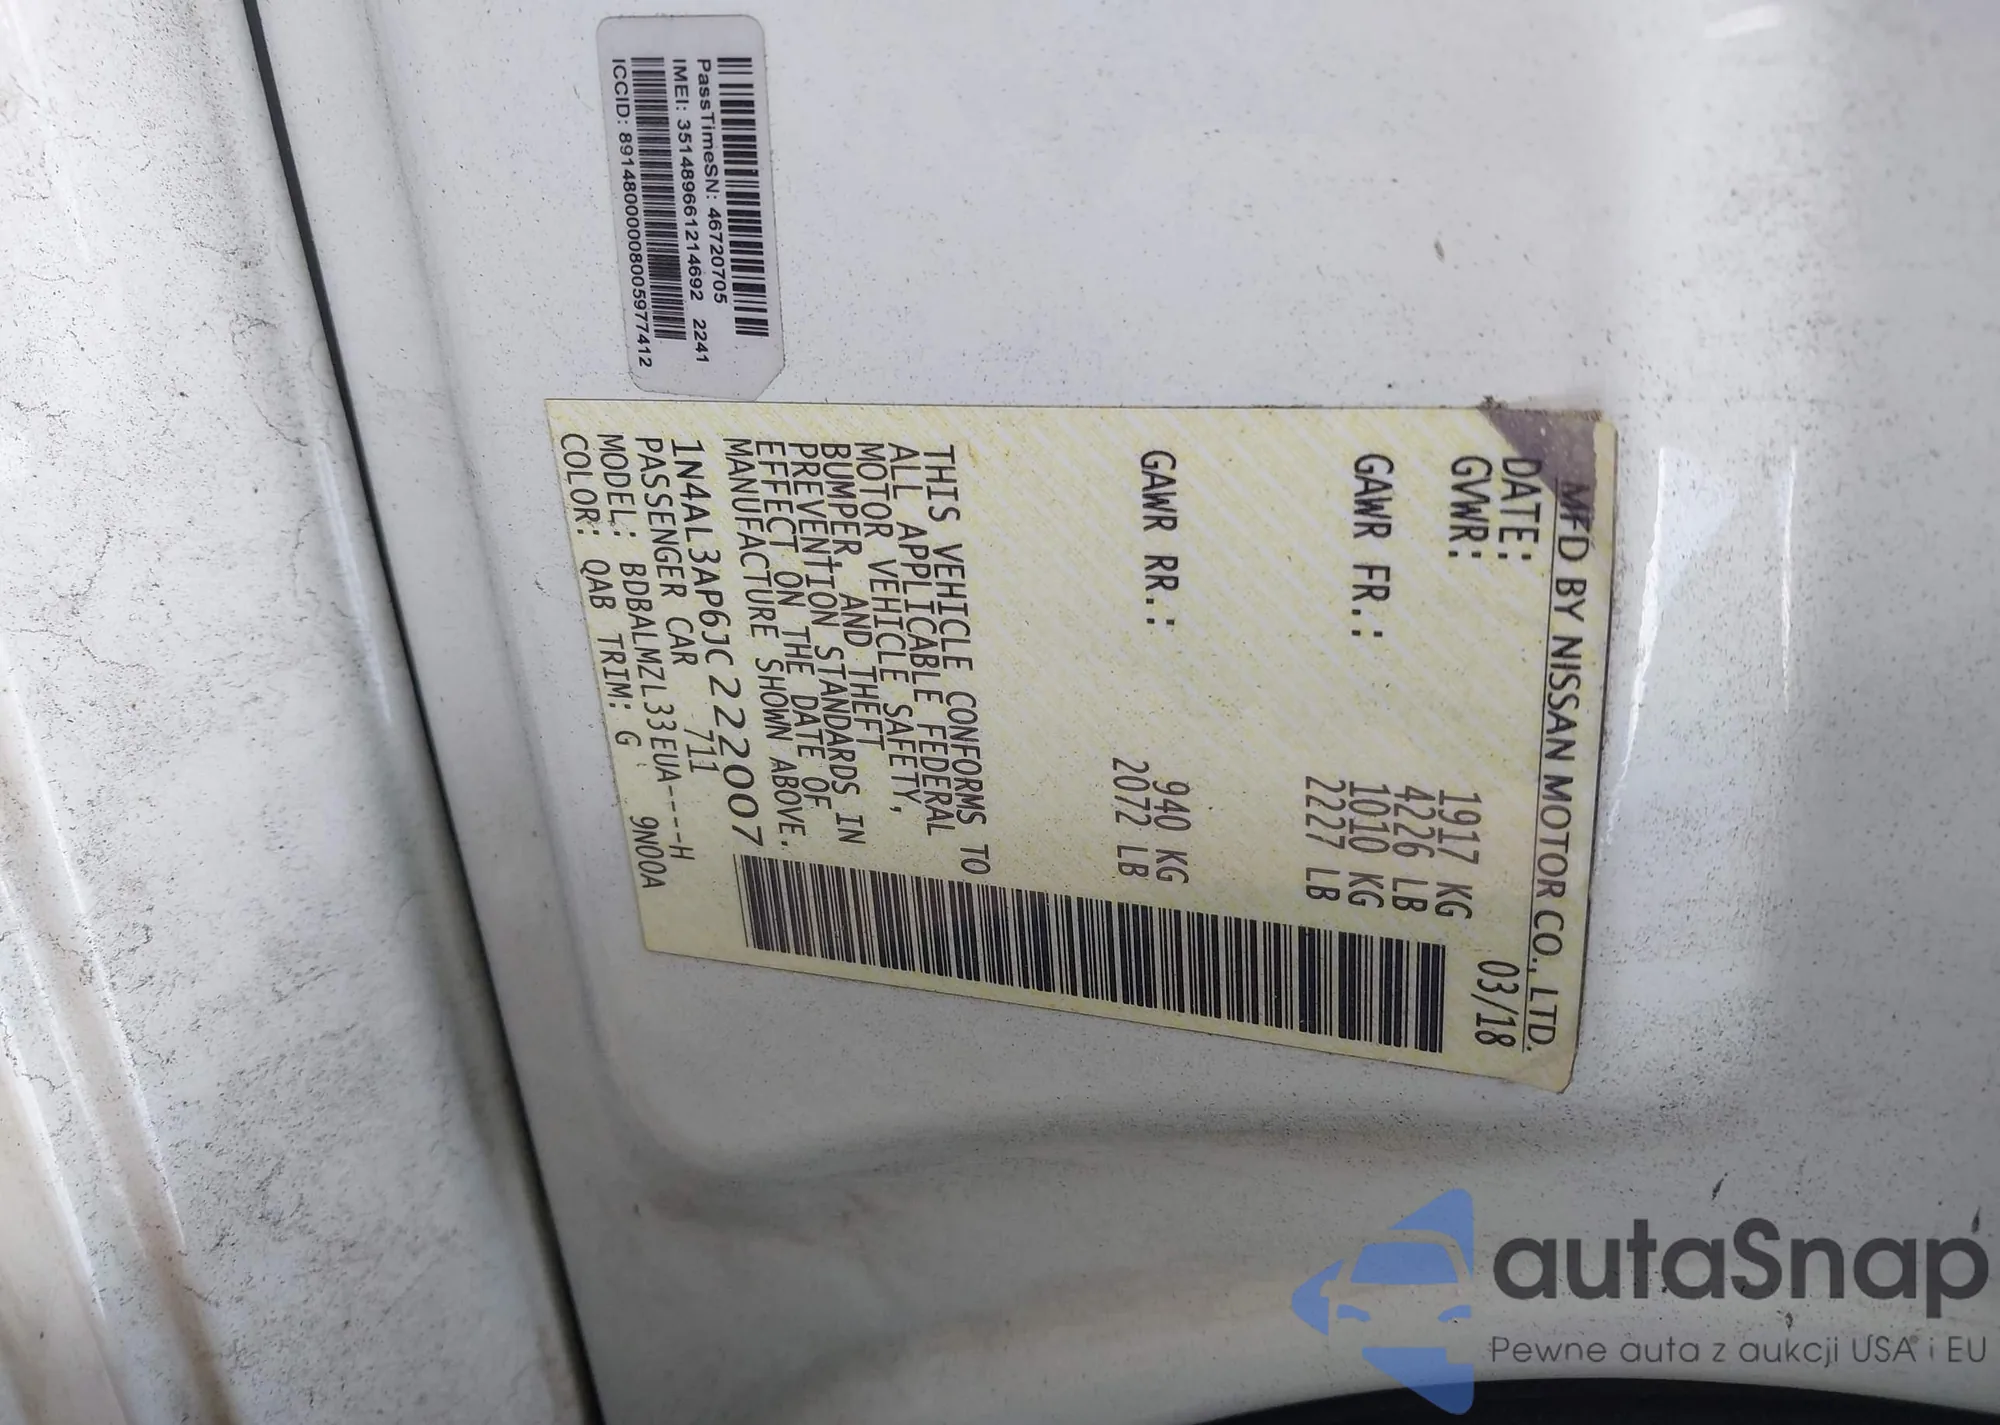 PassTimeSN: 46720705
IMEI: 351489661214692 2241
ICCID: 89148000008005977412
MFD BY NISSAN MOTOR CO., LTD.
DATE: 03/18
GVWR: 1917 KG
4226 LB
GAWR FR.: 1010 KG
2227 LB
GAWR RR.: 940 KG
2072 LB
THIS VEHICLE CONFORMS TO
ALL APPLICABLE FEDERAL
MOTOR VEHICLE SAFETY,
BUMPER, AND THEFT
PREVENTION STANDARDS IN
EFFECT ON THE DATE OF
MANUFACTURE SHOWN ABOVE.
1N4AL3AP6JC222007
PASSENGER CAR 711
MODEL: BDBALMZL33EUA----H
COLOR: QAB TRIM: G 9N00A
autaSnap
Pewne auta z aukcji USA i EU